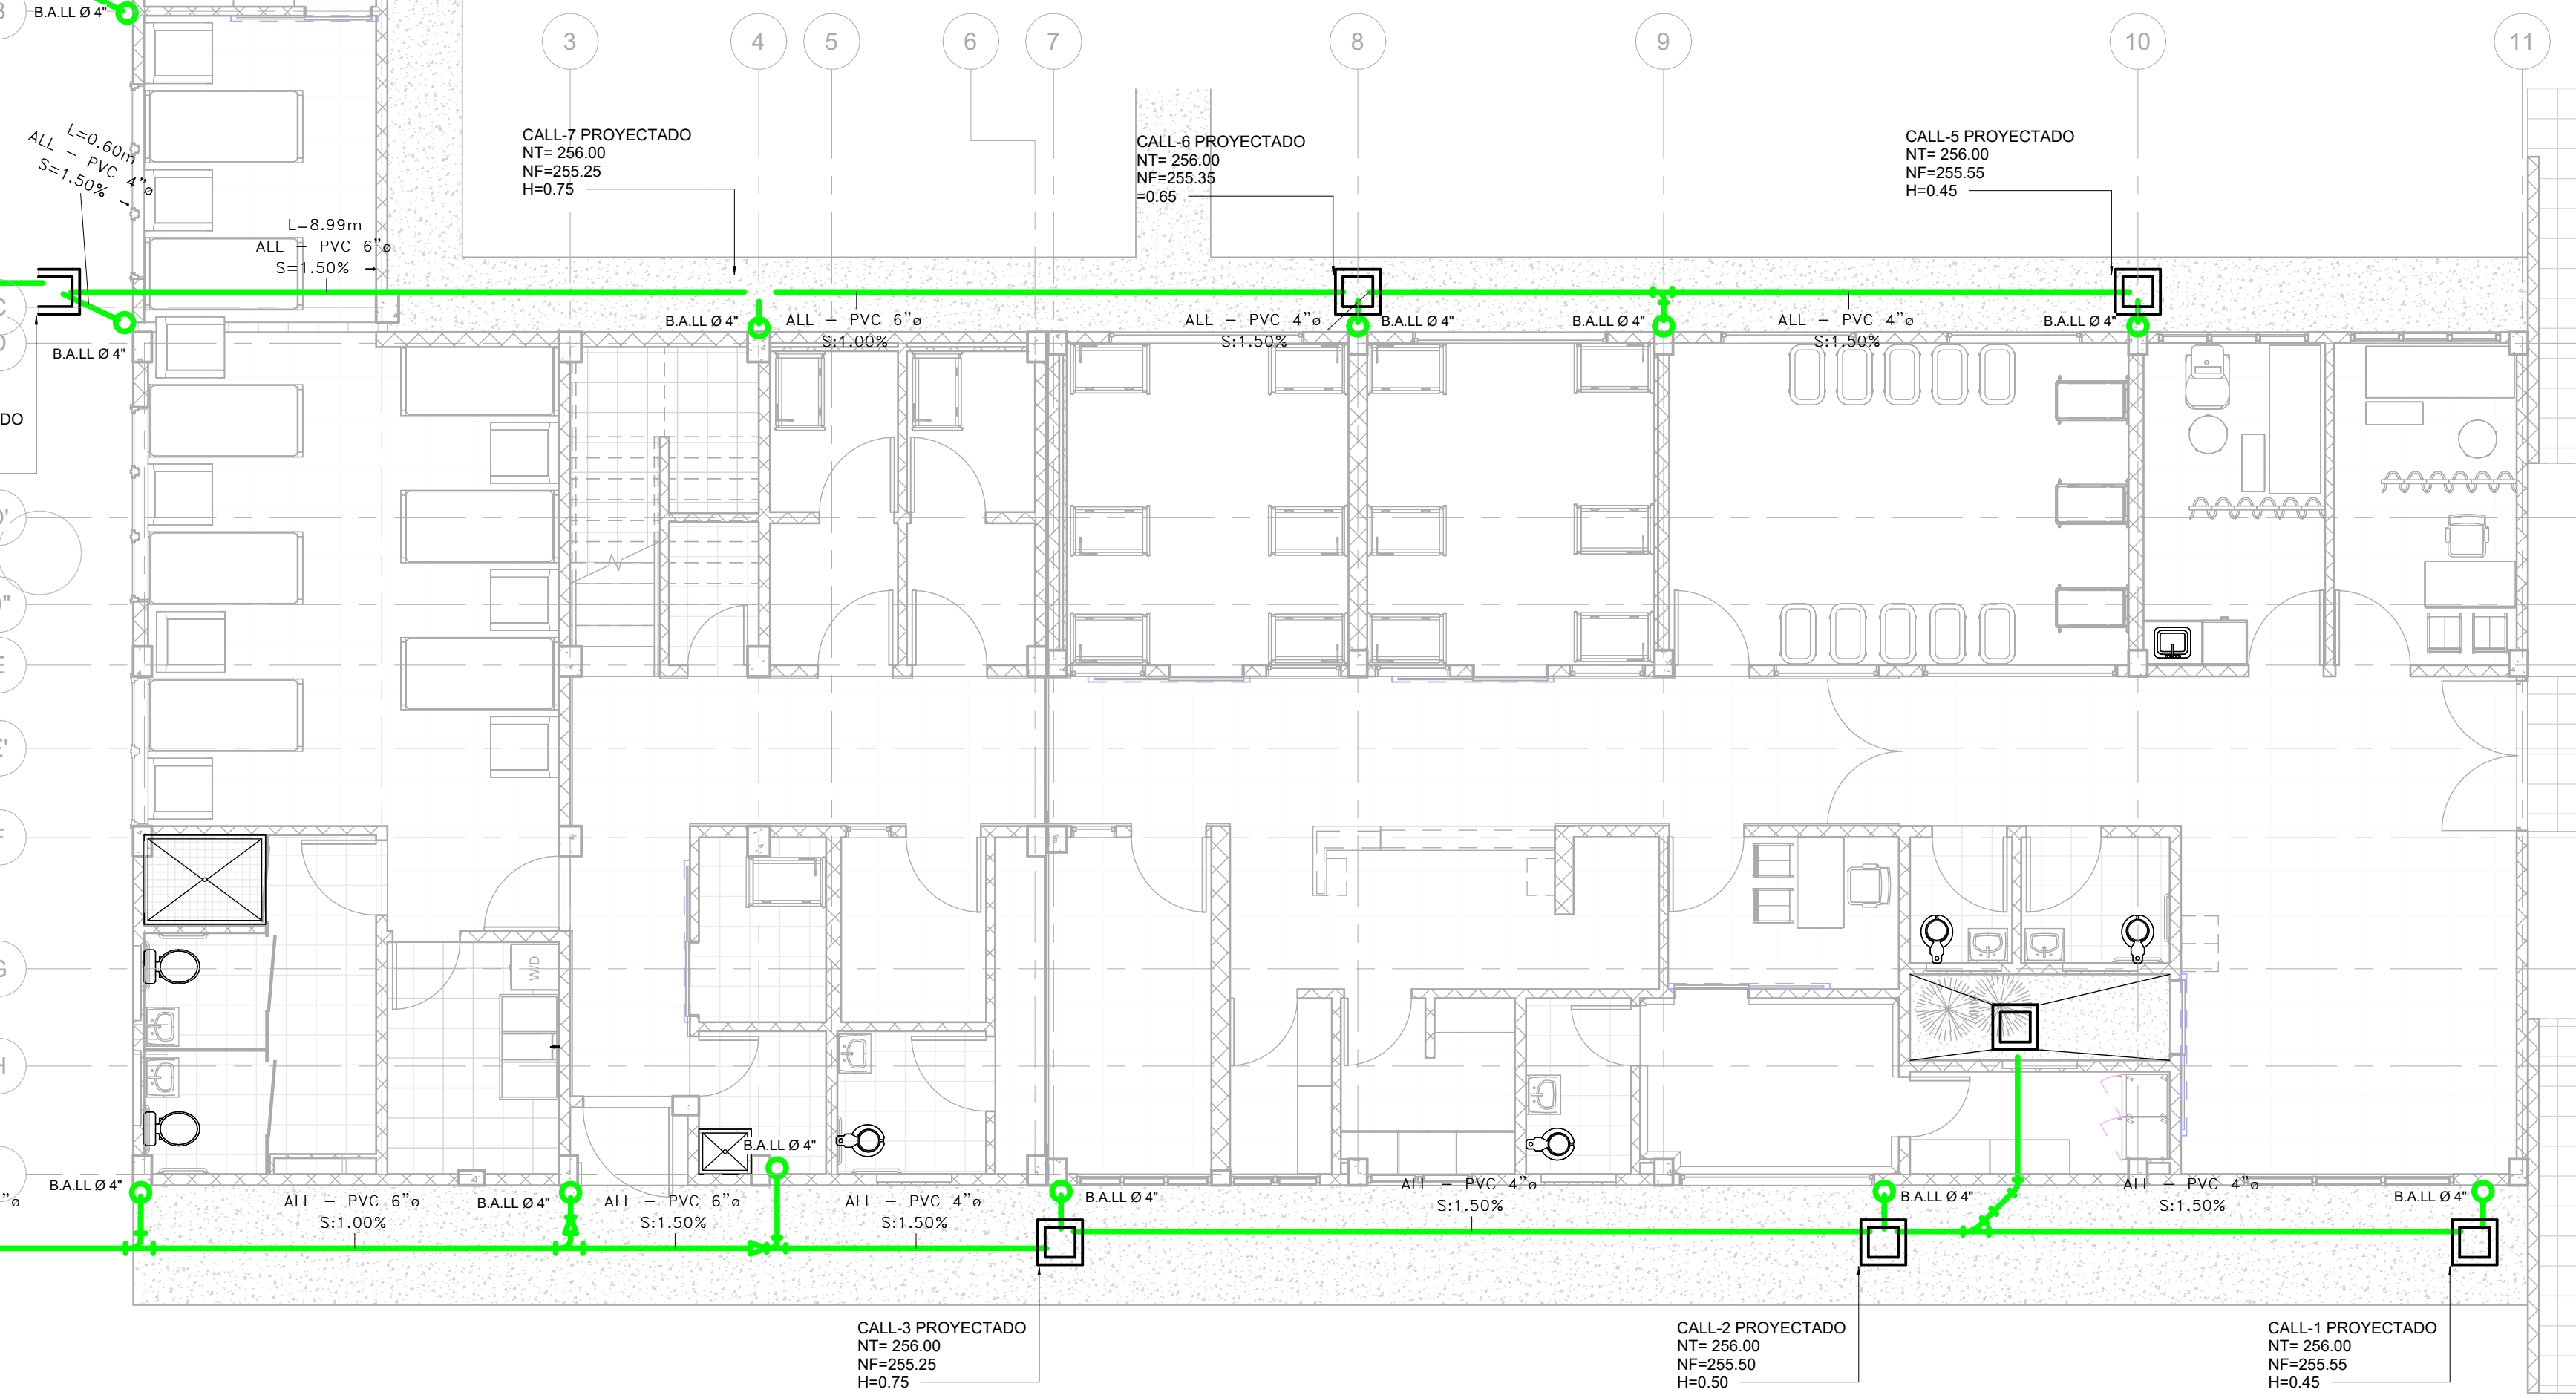 B.A.LL Ø 4"
3
4
5
6
7
8
9
10
11
CALL-7 PROYECTADO
NT= 256.00
NF=255.25
H=0.75
CALL-6 PROYECTADO
NT= 256.00
NF=255.35
=0.65
CALL-5 PROYECTADO
NT= 256.00
NF=255.55
H=0.45
L=0.60m
ALL – PVC 4"ø
S=1.50% →
L=8.99m
ALL – PVC 6"ø
S=1.50% →
C
B.A.LL Ø 4"
ALL – PVC 6"ø
S:1.00%
ALL – PVC 4"ø
S:1.50%
B.A.LL Ø 4"
B.A.LL Ø 4"
ALL – PVC 4"ø
S:1.50%
B.A.LL Ø 4"
B.A.LL Ø 4"
DO
D'
D"
E
E'
F
G
W/D
H
B.A.LL Ø 4"
B.A.LL Ø 4"
"ø
ALL – PVC 6"ø
S:1.00%
B.A.LL Ø 4"
ALL – PVC 6"ø
S:1.50%
ALL – PVC 4"ø
S:1.50%
B.A.LL Ø 4"
ALL – PVC 4"ø
S:1.50%
B.A.LL Ø 4"
ALL – PVC 4"ø
S:1.50%
B.A.LL Ø 4"
CALL-3 PROYECTADO
NT= 256.00
NF=255.25
H=0.75
CALL-2 PROYECTADO
NT= 256.00
NF=255.50
H=0.50
CALL-1 PROYECTADO
NT= 256.00
NF=255.55
H=0.45